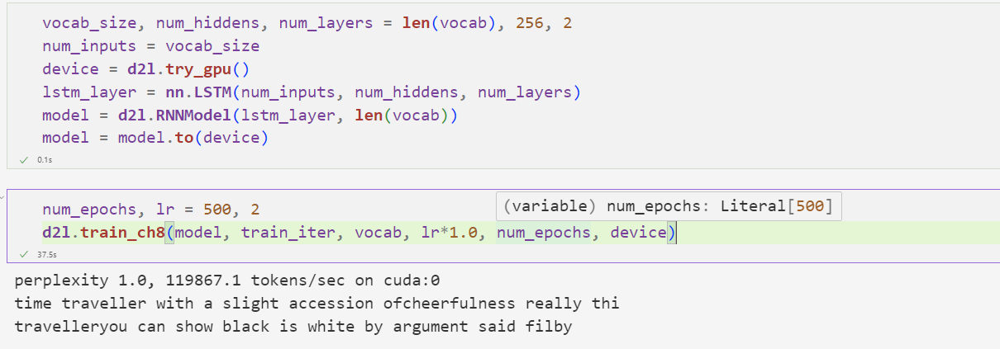 vocab_size, num_hiddens, num_layers = len(vocab), 256, 2
num_inputs = vocab_size
device = d2l.try_gpu()
lstm_layer = nn.LSTM(num_inputs, num_hiddens, num_layers)
model = d2l.RNNModel(lstm_layer, len(vocab))
model = model.to(device)
0.1s
num_epochs, lr = 500, 2
(variable) num_epochs: Literal[500]
d2l.train_ch8(model, train_iter, vocab, lr*1.0, num_epochs, device)
37.5s
perplexity 1.0, 119867.1 tokens/sec on cuda:0
time traveller with a slight accession ofcheerfulness really thi
travelleryou can show black is white by argument said filby